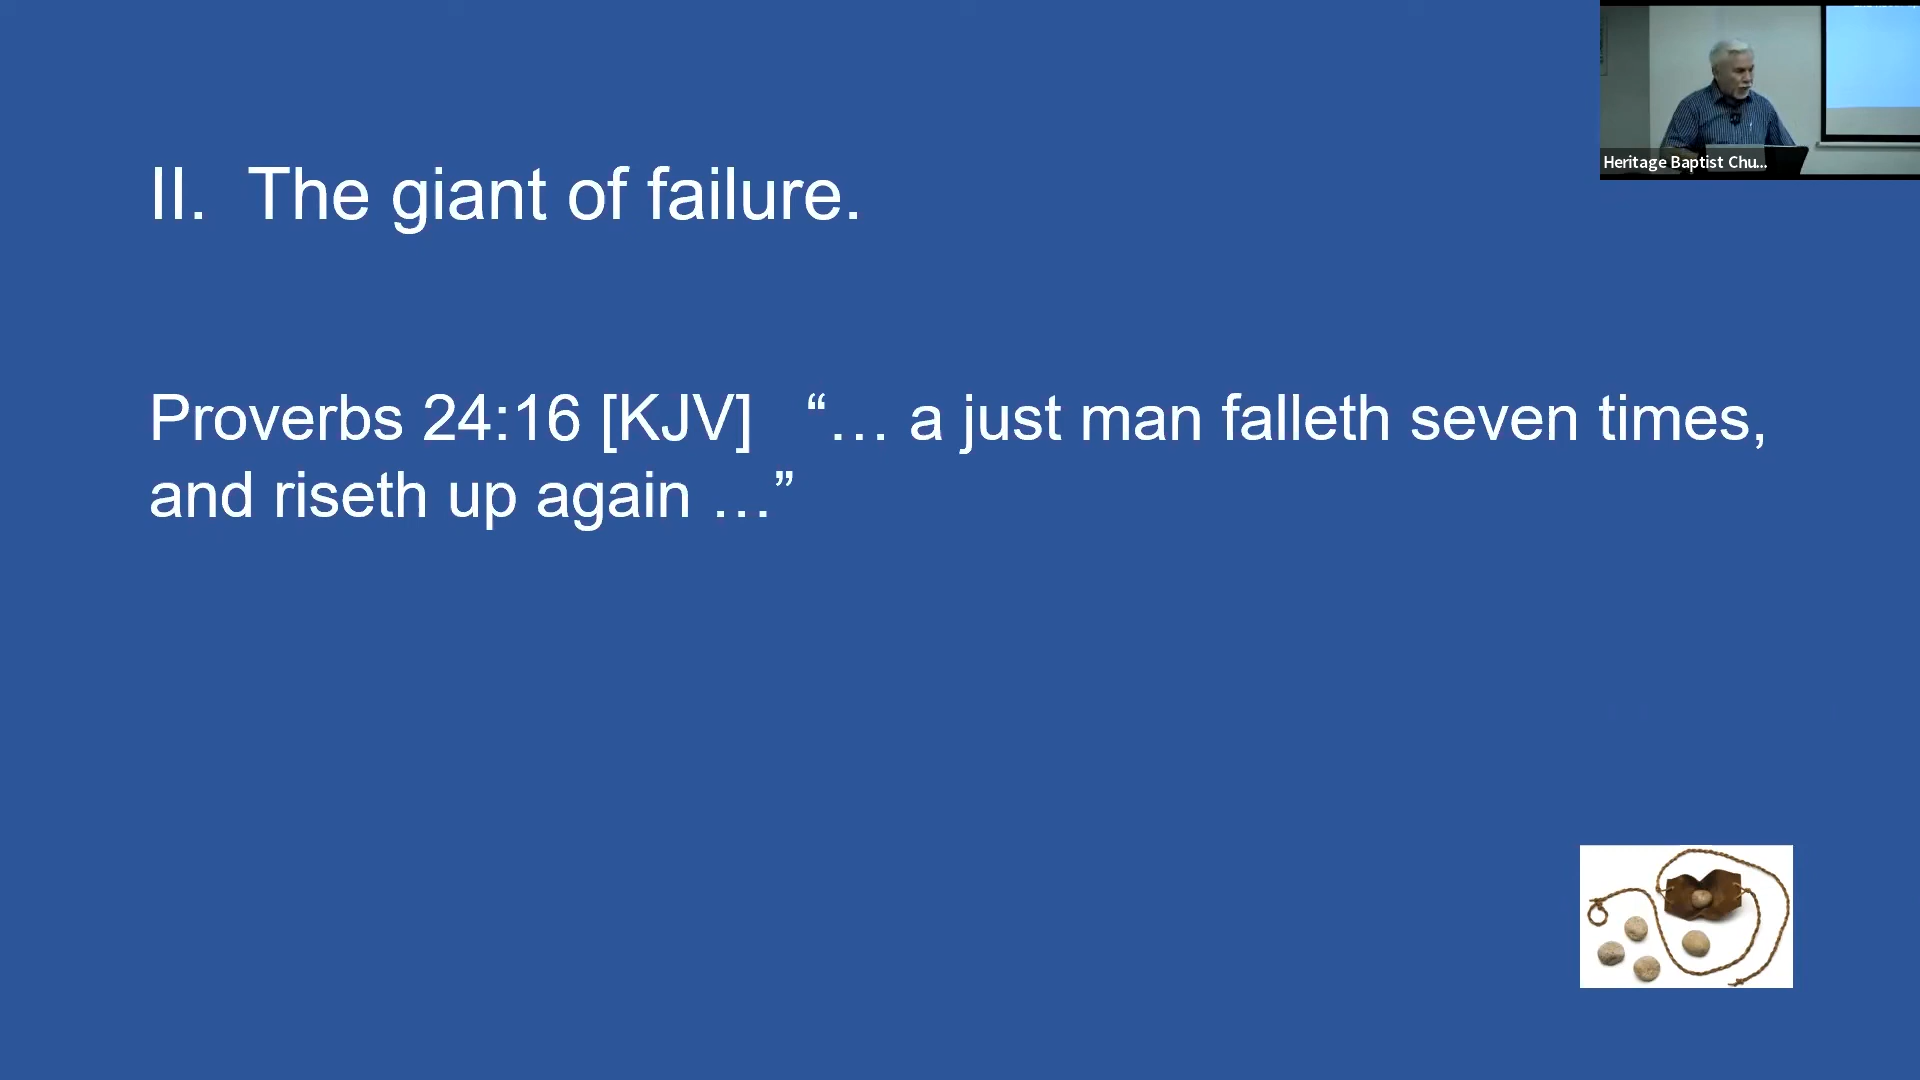 II. The giant of failure.
Proverbs 24:16 [KJV] “… a just man falleth seven times,
and riseth up again …”
Heritage Baptist Chu...